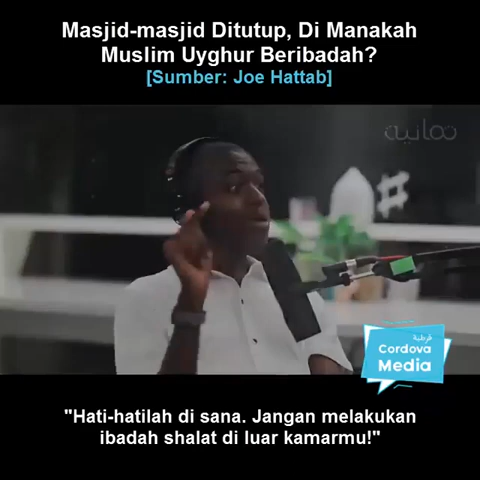 Masjid-masjid Ditutup, Di Manakah
Muslim Uyghur Beribadah?
[Sumber: Joe Hattab]
ثمانية
#
قرطبة
Cordova
Media
"Hati-hatilah di sana. Jangan melakukan
ibadah shalat di luar kamarmu!"